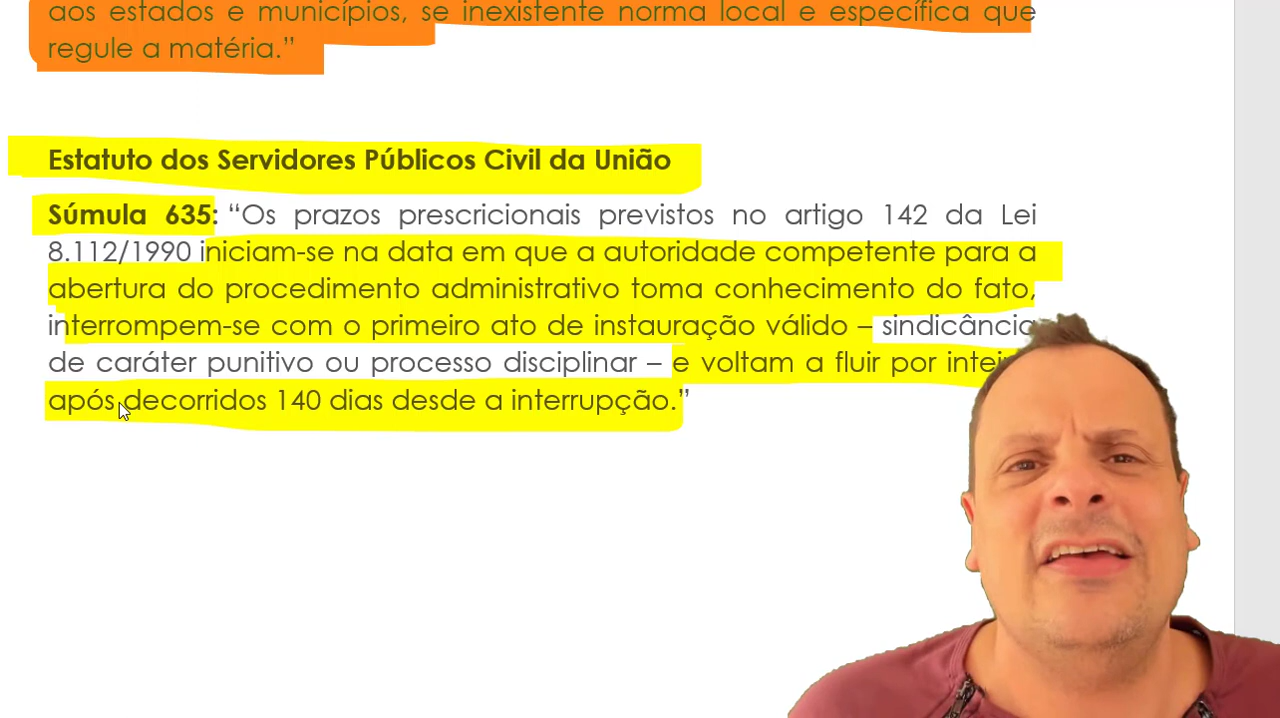 aos estados e municípios, se inexistente norma local e específica que
regule a matéria.”
Estatuto dos Servidores Públicos Civil da União
Súmula 635: “Os prazos prescricionais previstos no artigo 142 da Lei
8.112/1990 iniciam-se na data em que a autoridade competente para a
abertura do procedimento administrativo toma conhecimento do fato,
interrompem-se com o primeiro ato de instauração válido – sindicância
de caráter punitivo ou processo disciplinar – e voltam a fluir por
após decorridos 140 dias desde a interrupção.”